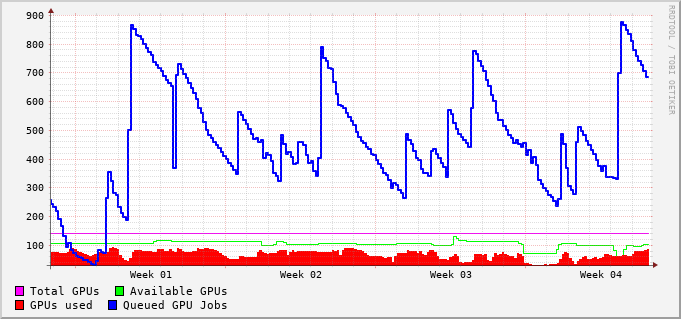 900
800
700
600
500
400
300
200
100
Week 01 Week 02 Week 03 Week 04
Total GPUs Available GPUs
GPUs used Queued GPU Jobs
RRDTOOL / TOBI OETIKER